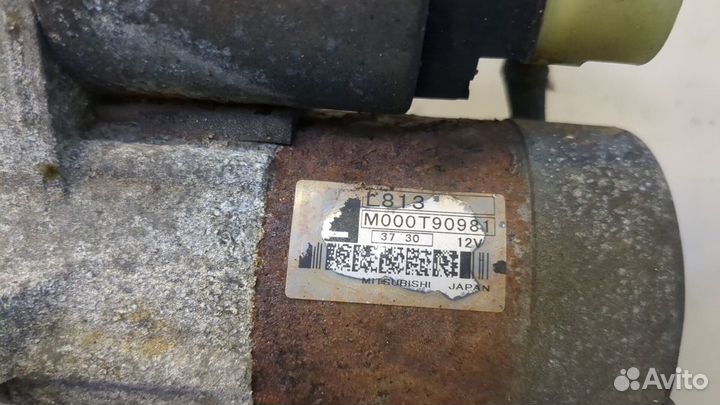 L813
M000T90981
37 30
12V
L
MITSUBISHI JAPAN
Avito